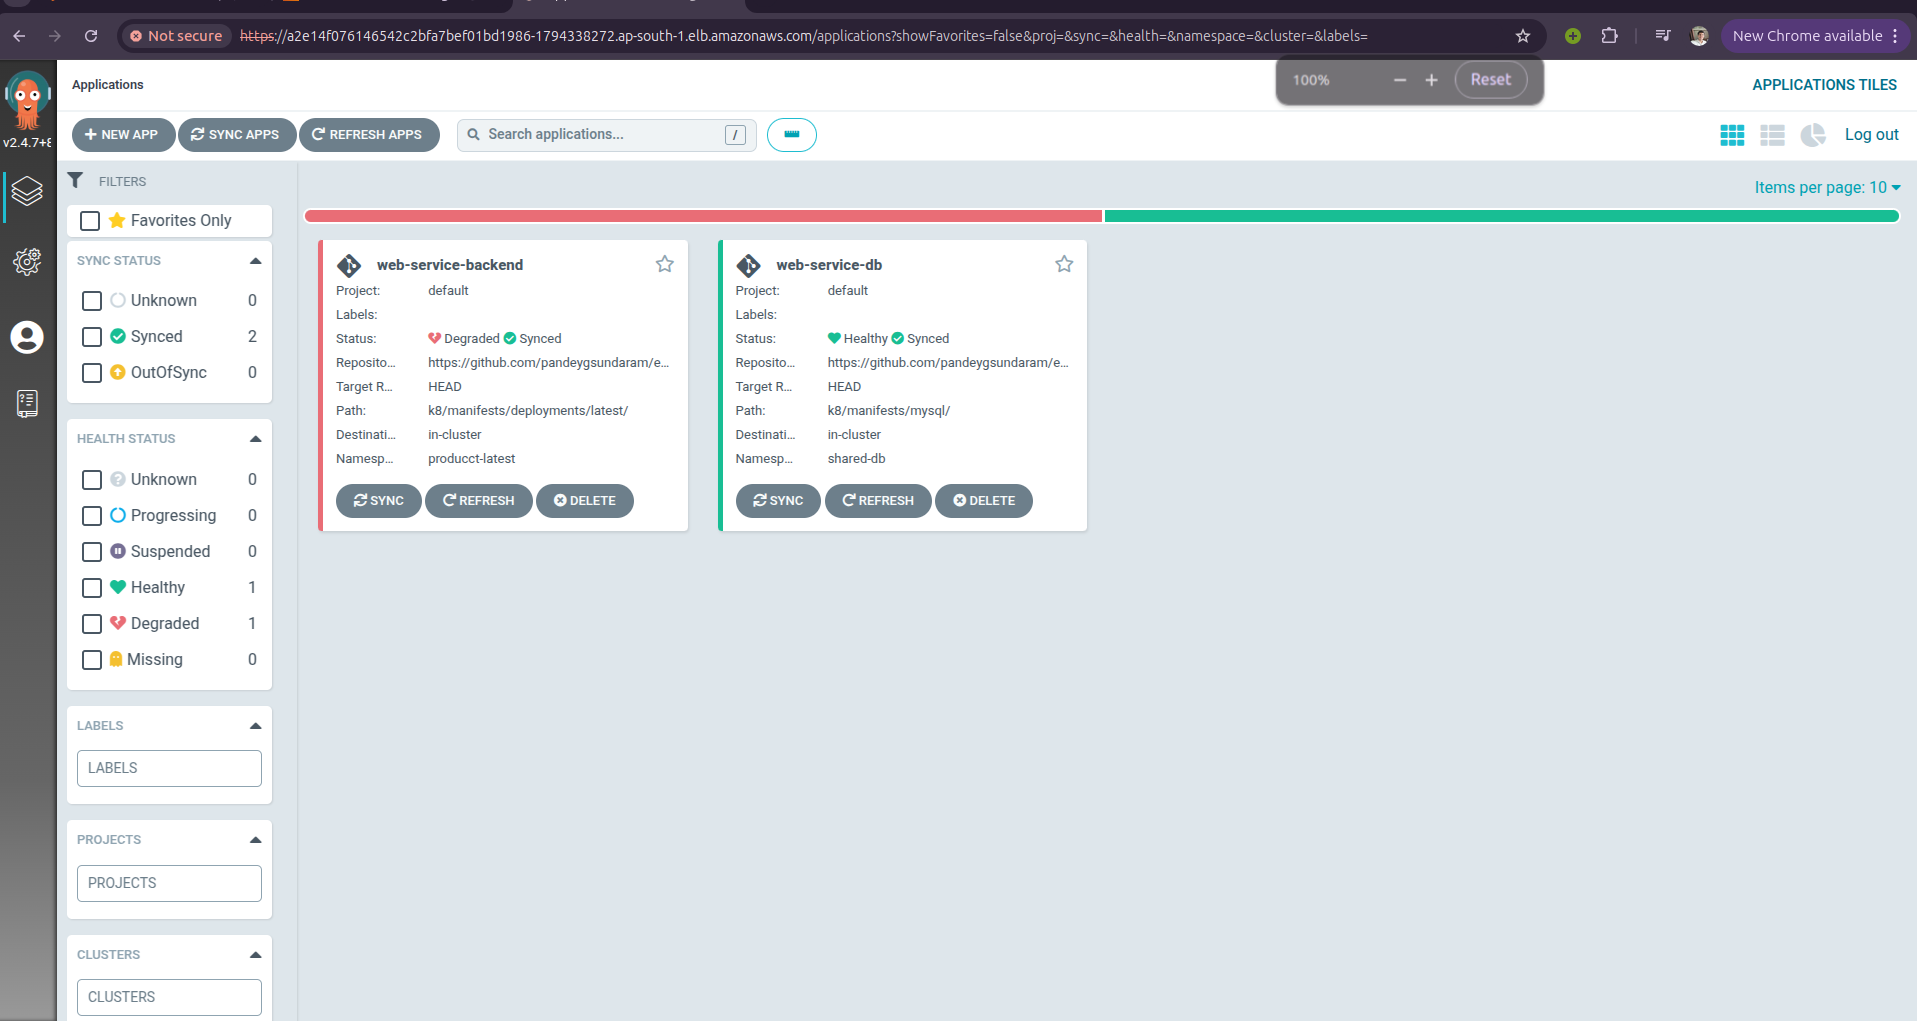 Not secure
https://a2e14f076146542c2bfa7bef01bd1986-1794338272.ap-south-1.elb.amazonaws.com/applications?showFavorites=false&proj=&sync=&health=&namespace=&cluster=&labels=
New Chrome available
100%
Reset
v2.4.7+8
Applications
APPLICATIONS TILES
NEW APP
SYNC APPS
REFRESH APPS
Search applications...
/
Log out
FILTERS
Favorites Only
SYNC STATUS
Unknown 0
Synced 2
OutOfSync 0
HEALTH STATUS
Unknown 0
Progressing 0
Suspended 0
Healthy 1
Degraded 1
Missing 0
LABELS
LABELS
PROJECTS
PROJECTS
CLUSTERS
CLUSTERS
Items per page: 10
web-service-backend
Project: default
Labels:
Status: Degraded Synced
Reposito... https://github.com/pandeygsundaram/e...
Target R... HEAD
Path: k8/manifests/deployments/latest/
Destinati... in-cluster
Namesp... producct-latest
SYNC
REFRESH
DELETE
web-service-db
Project: default
Labels:
Status: Healthy Synced
Reposito... https://github.com/pandeygsundaram/e...
Target R... HEAD
Path: k8/manifests/mysql/
Destinati... in-cluster
Namesp... shared-db
SYNC
REFRESH
DELETE